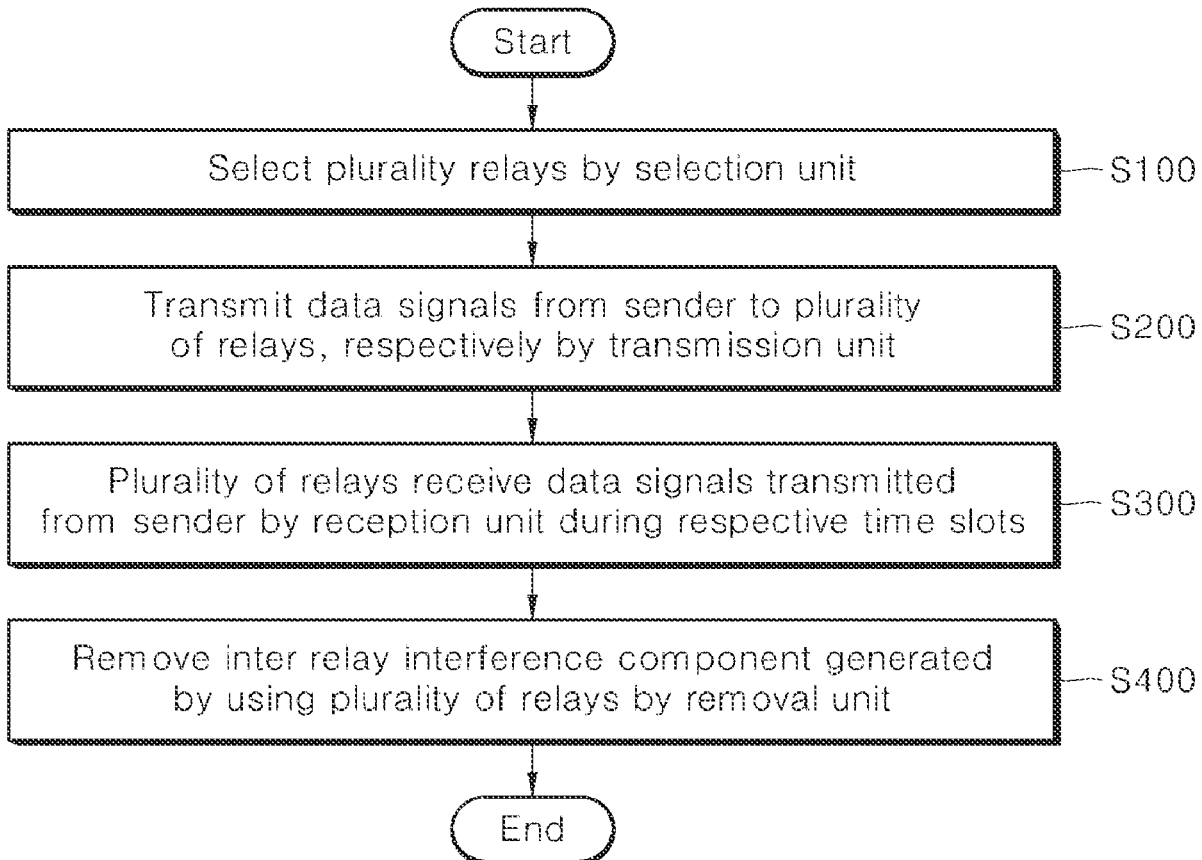 Start
Select plurality relays by selection unit
S100
Transmit data signals from sender to plurality
of relays, respectively by transmission unit
S200
Plurality of relays receive data signals transmitted
from sender by reception unit during respective time slots
S300
Remove inter relay interference component generated
by using plurality of relays by removal unit
S400
End